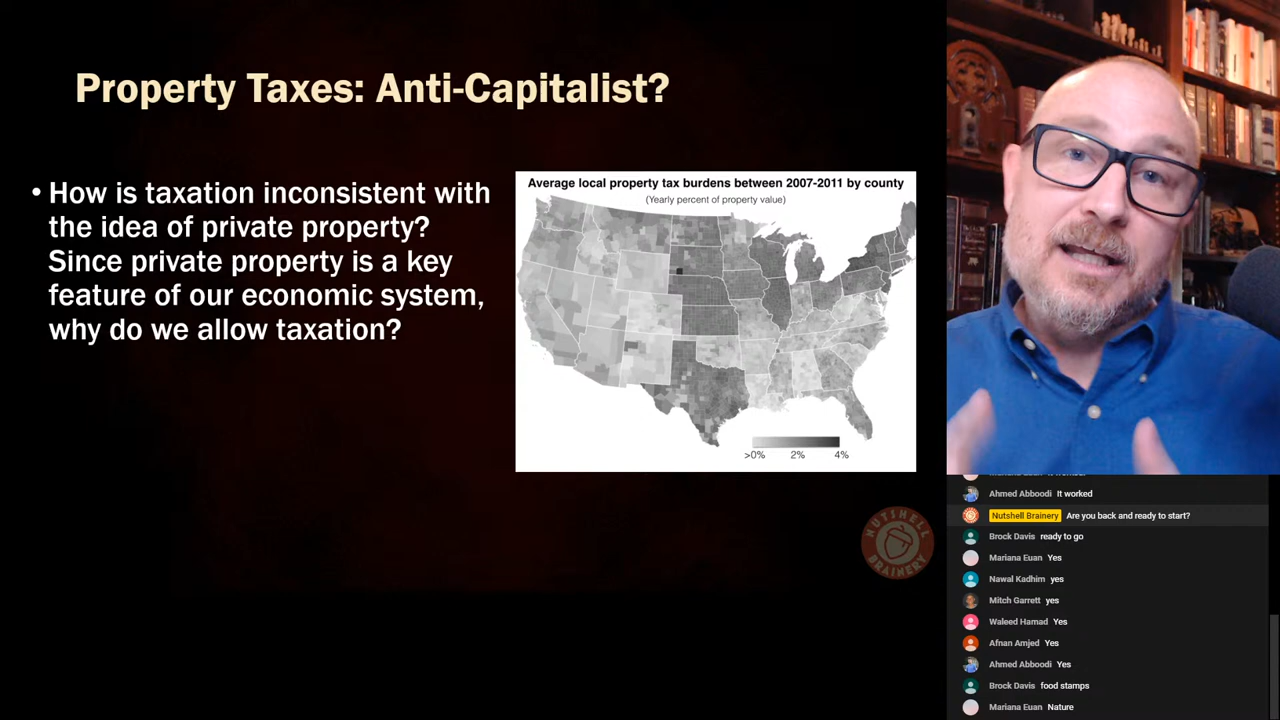 Property Taxes: Anti-Capitalist?
• How is taxation inconsistent with
the idea of private property?
Since private property is a key
feature of our economic system,
why do we allow taxation?
Average local property tax burdens between 2007-2011 by county
(Yearly percent of property value)
>0% 2% 4%
NUTSHELL
BRAINERY
Ahmed Abboodi It worked
Nutshell Brainery Are you back and ready to start?
Brock Davis ready to go
Mariana Euan Yes
Nawal Kadhim yes
Mitch Garrett yes
Waleed Hamad Yes
Afnan Amjed Yes
Ahmed Abboodi Yes
Brock Davis food stamps
Mariana Euan Nature